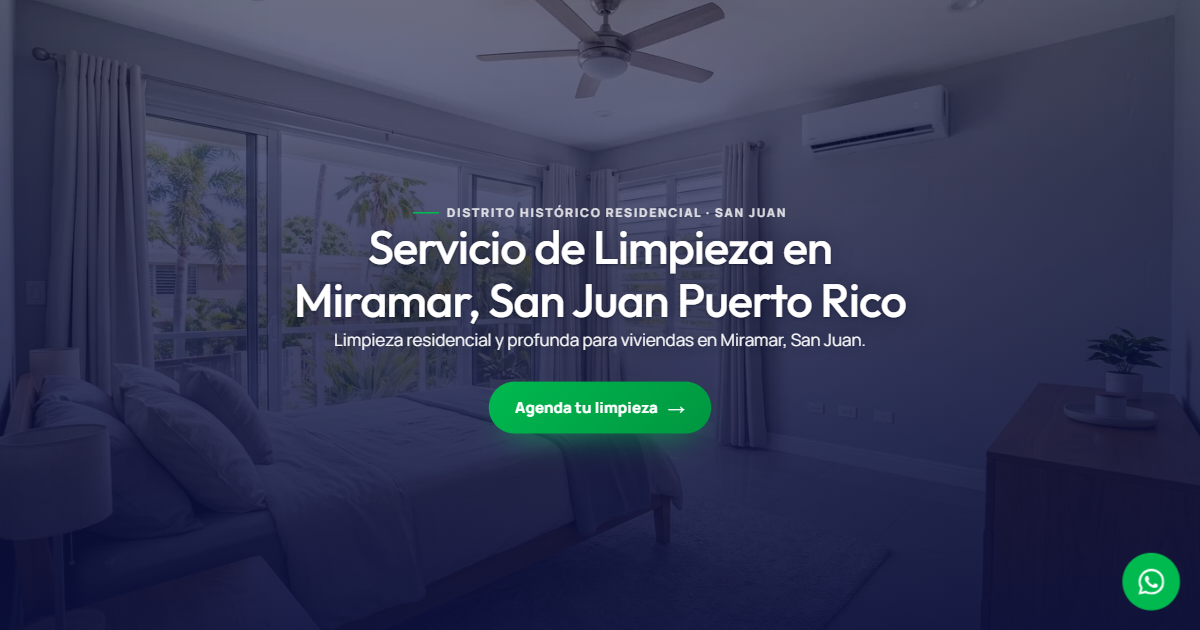 DISTRITO HISTÓRICO RESIDENCIAL · SAN JUAN
Servicio de Limpieza en
Miramar, San Juan Puerto Rico
Limpieza residencial y profunda para viviendas en Miramar, San Juan.
Agenda tu limpieza →